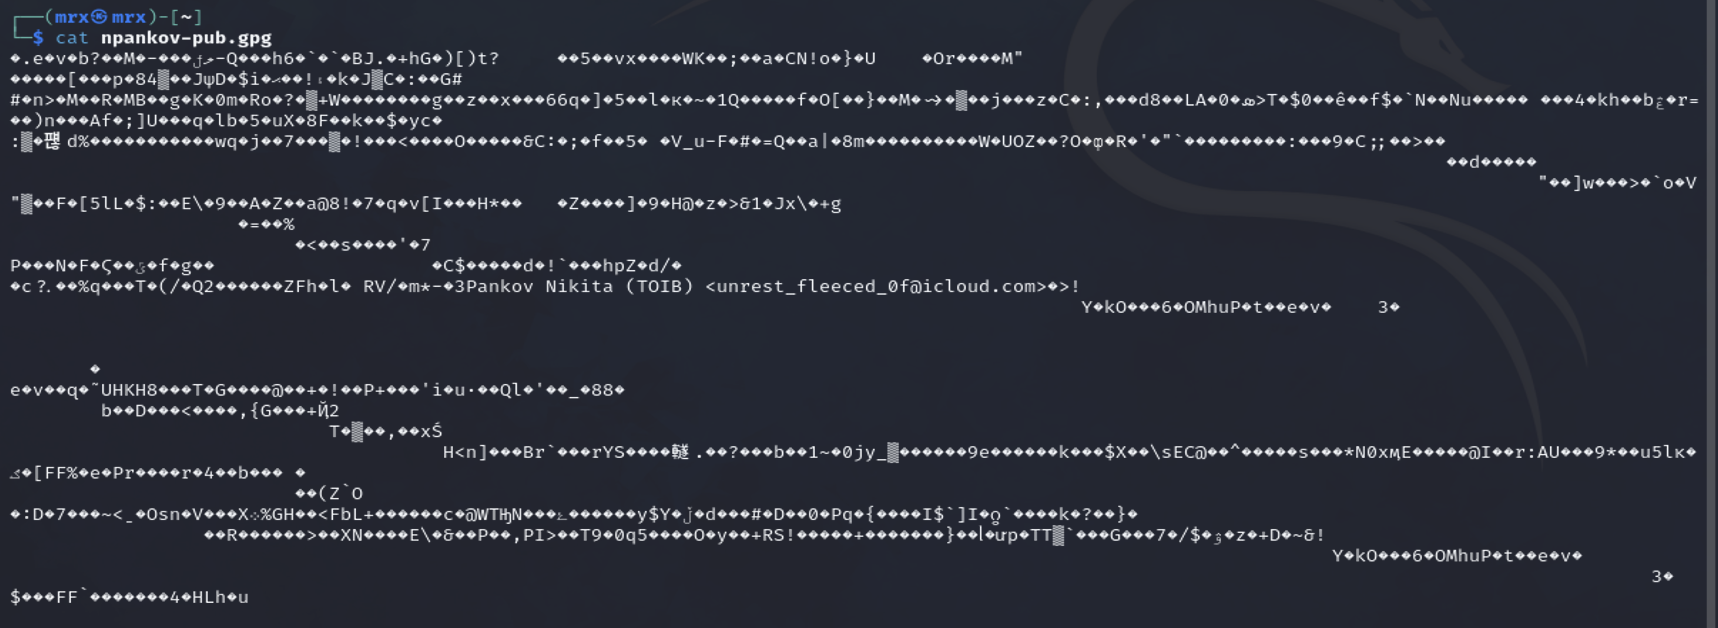 ┌──(mrx㉿mrx)-[~]
└─$ cat npankov-pub.gpg
�.e�v�b?��M�-���
-Q���h6�`�`�BJ.�+hG�)[)t? ��5��vx����WK��;��a�CN!o�}�U �Or����M"
�����[���p�84▒��JψD�$i�
��!
�k�J▒C�:��G#
#�n>�M��R�MB��g�K�0m�Ro�?�▒+W��������g��z��x���66q�]�5��l�к�~�1Q�����f�O[��}��M�
�▒��j���z�C�:,���d8��LA�0�
>T�$0��ê��f$�`N��Nu����� ���4�kh��b
�r=
��)n���Af�;]U���q�lb�5�uX�8F��k��$�yc�
:▒�
d%�����������wq�j��7���▒�!���<����O�����&C:�;�f��5� �V_u-F�#�=Q��a|�8m����������W�UOZ��?O�
�R�'�"`���������:���9�C;;��>��
��d�����
"��]w���>�`o�V
"▒��F�[5lL�$:��E\�9��A�Z��a@8!�7�q�v[I���H*�� �Z����]�9�H@�z�>&1�Jx\�+g
�=��%
�<��s����'�7
P���N�F�Ϛ��
�f�g�� �C$�����d�!`���hpZ�d/�
�c?.��%q���T�(/�Q2������ZFh�l� RV/�m*-�3Pankov Nikita (TOIB) <unrest_fleeced_0f@icloud.com>�>!
Y�kO���6�OMhuP�t��e�v� 3�
�
e�v��q�˜UHKH8���T�G����@��+�!��P+���'i�u·��Ql�'��_�88�
b��D���<����,{G���+Ҋ2
T�▒��,��xŚ
H<n]���Br`���rYS����
.��?���b��1~�0jy_▒������9e������k���$X��\sEC@��^�����s���*N0xӎE�����@I��r:AU���9*��u5lк�
�[FF%�e�Pr����r�4��b��� �
��(Z`O
�:D�7���~<_�Osn�V���X
%GH��<FbL+������c�@WTҤN���
������y$Y�
�d���#�D��0�Pq�{����I$`]I�
`����k�?��}�
��R������>��XN����E\�&��P��,PI>��T9�0q5����O�y��+RS!�����+�������}��
�ưp�TT▒`���G���7�/$�
�z�+D�~&!
Y�kO���6�OMhuP�t��e�v�
3�
$���FF`�������4�HLh�u